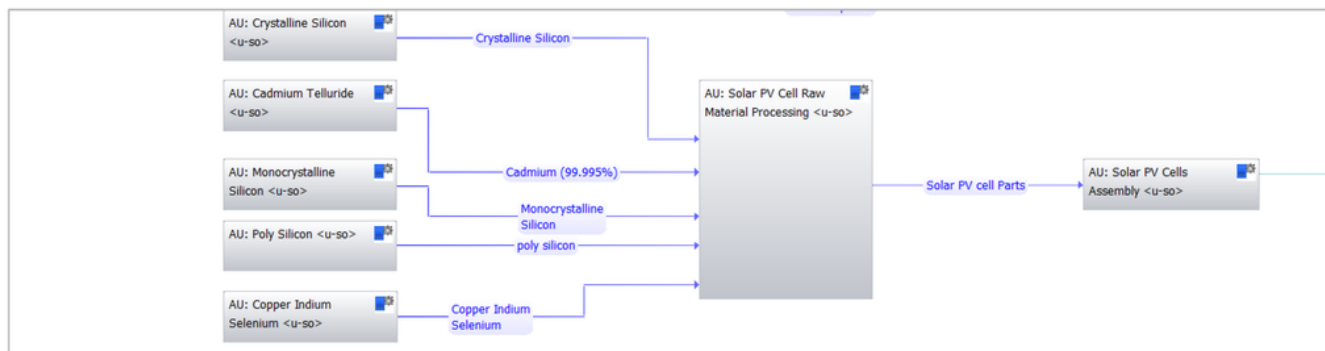 AU: Crystalline Silicon
<u-so>
Crystalline Silicon
AU: Cadmium Telluride
<u-so>
Cadmium (99.995%)
AU: Monocrystalline
Silicon <u-so>
Monocrystalline
Silicon
AU: Poly Silicon <u-so>
poly silicon
AU: Copper Indium
Selenium <u-so>
Copper Indium
Selenium
AU: Solar PV Cell Raw
Material Processing <u-so>
Solar PV cell Parts
AU: Solar PV Cells
Assembly <u-so>